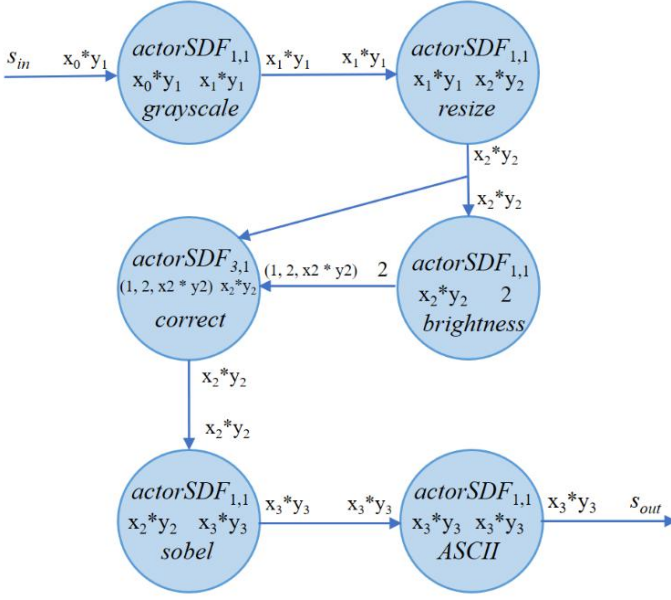 s_in x₀*y₁
actorSDF₁,₁
x₀*y₁ x₁*y₁
grayscale
x₁*y₁ x₁*y₁
actorSDF₁,₁
x₁*y₁ x₂*y₂
resize
x₂*y₂
x₂*y₂
actorSDF₃,₁
(1, 2, x2 * y2) x₂*y₂
correct
(1, 2, x2 * y2) 2
actorSDF₁,₁
x₂*y₂ 2
brightness
x₂*y₂
x₂*y₂
actorSDF₁,₁
x₂*y₂ x₃*y₃
sobel
x₃*y₃ x₃*y₃
actorSDF₁,₁
x₃*y₃ x₃*y₃
ASCII
x₃*y₃ s_out